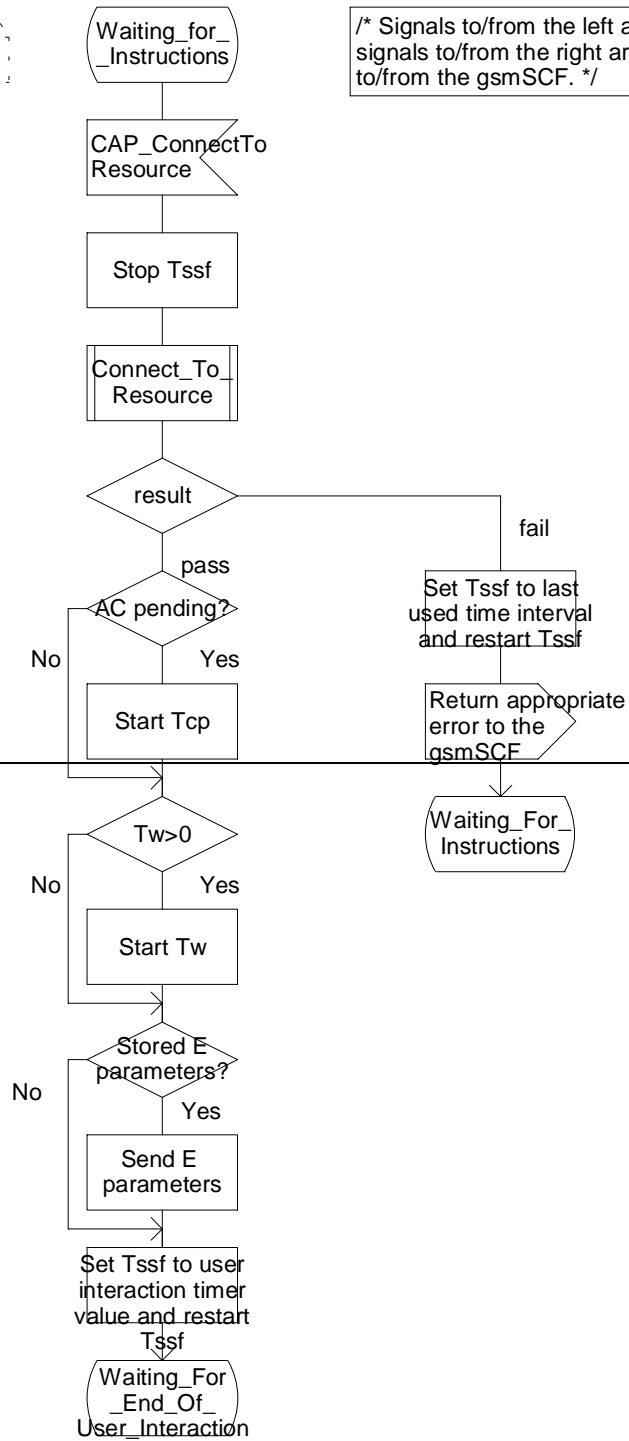 Waiting_for_
_Instructions
/* Signals to/from the left a
signals to/from the right ar
to/from the gsmSCF. */
CAP_ConnectTo
Resource
Stop Tssf
Connect_To_
Resource
result
fail
pass
AC pending?
Set Tssf to last
used time interval
and restart Tssf
No
Yes
Start Tcp
Return appropriate
error to the
gsmSCF
Tw>0
Waiting_For_
Instructions
No
Yes
Start Tw
Stored E
parameters?
No
Yes
Send E
parameters
Set Tssf to user
interaction timer
value and restart
Tssf
Waiting_For
_End_Of_
User_Interaction